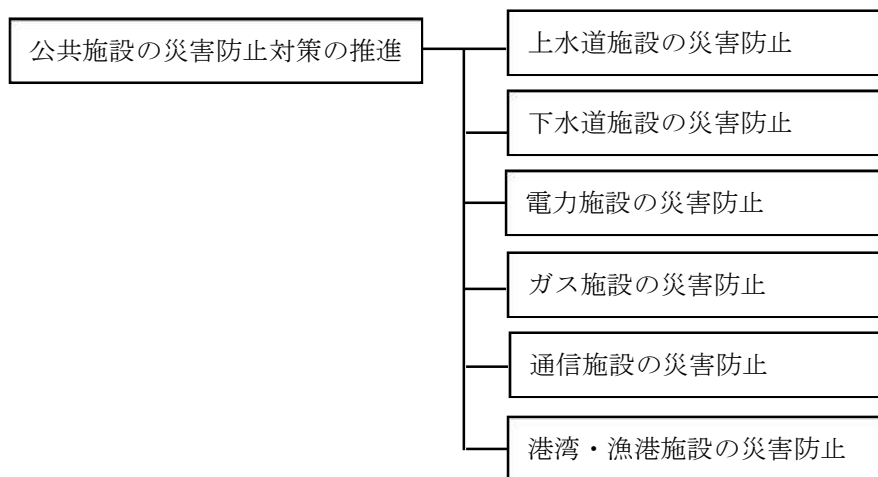 公共施設の災害防止対策の推進
上水道施設の災害防止
下水道施設の災害防止
電力施設の災害防止
ガス施設の災害防止
通信施設の災害防止
港湾・漁港施設の災害防止